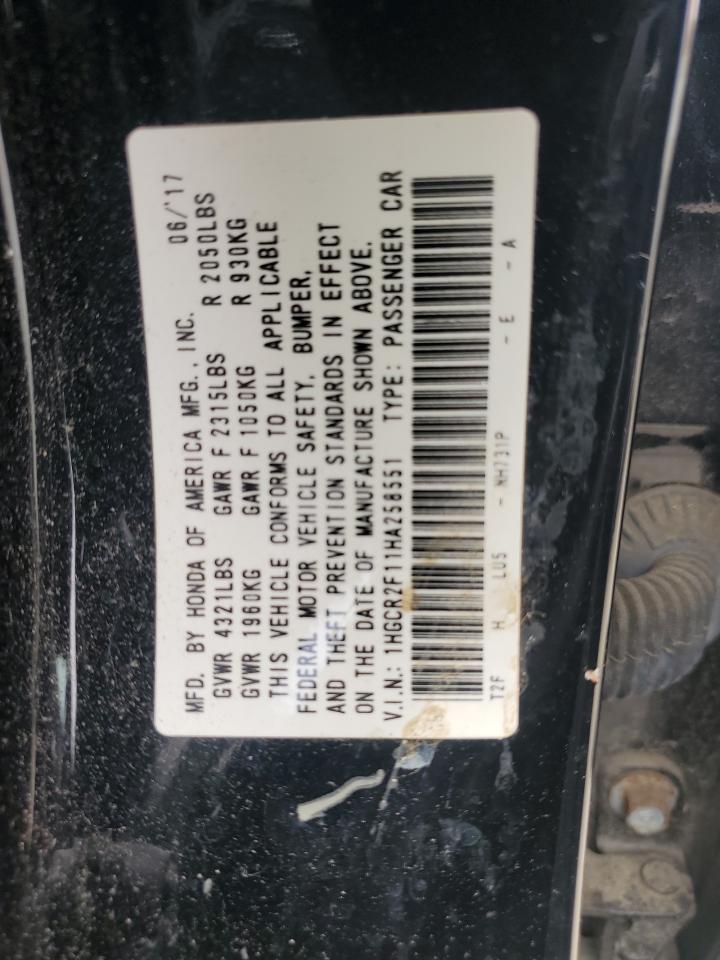 MFD. BY HONDA OF AMERICA MFG., INC. 06/'17
GVWR 4321LBS GAWR F 2315LBS R 2050LBS
GVWR 1960KG GAWR F 1050KG R 930KG
THIS VEHICLE CONFORMS TO ALL APPLICABLE
FEDERAL MOTOR VEHICLE SAFETY, BUMPER,
AND THEFT PREVENTION STANDARDS IN EFFECT
ON THE DATE OF MANUFACTURE SHOWN ABOVE.
V.I.N.: 1HGCR2F11HA258551 TYPE: PASSENGER CAR
T2F H LU5 - NH731P - E - A